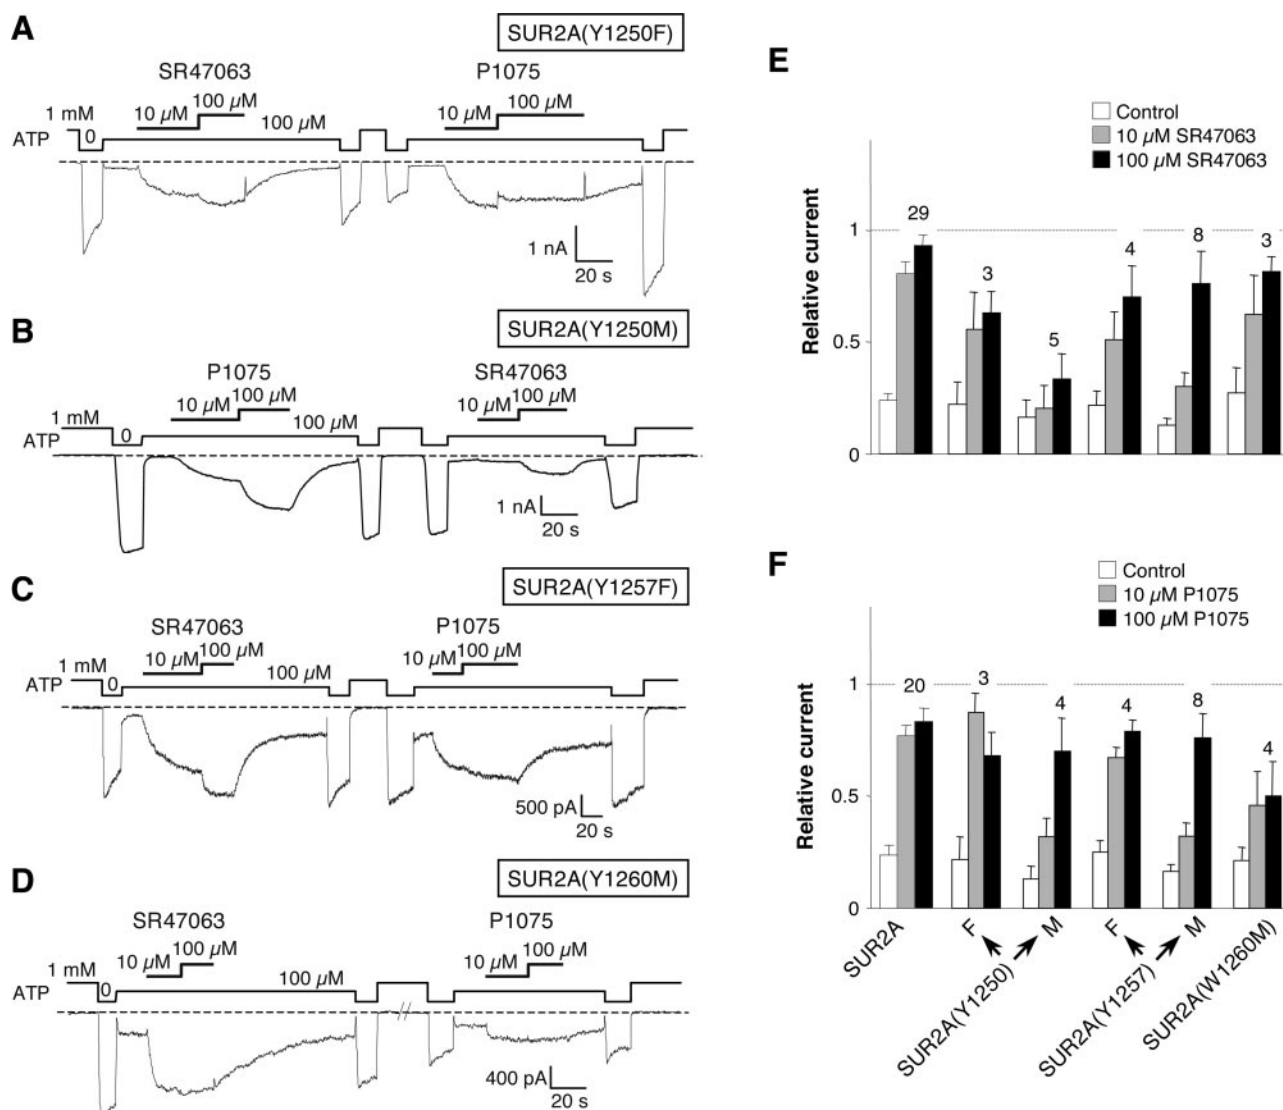 A
SUR2A(Y1250F)
SR47063
P1075
10 µM 100 µM
10 µM 100 µM
1 mM
ATP
0
100 µM
1 nA
20 s
B
SUR2A(Y1250M)
P1075
SR47063
10 µM 100 µM
10 µM 100 µM
1 mM
ATP
0
100 µM
1 nA
20 s
C
SUR2A(Y1257F)
SR47063
P1075
10 µM 100 µM
10 µM 100 µM
1 mM
ATP
0
100 µM
500 pA
20 s
D
SUR2A(Y1260M)
SR47063
P1075
10 µM 100 µM
10 µM 100 µM
1 mM
ATP
0
100 µM
400 pA
20 s
E
Control
10 µM SR47063
100 µM SR47063
Relative current
1
0.5
0
29
3
5
4
8
3
F
Control
10 µM P1075
100 µM P1075
Relative current
1
0.5
0
20
3
4
4
8
4
SUR2A
F
M
SUR2A(Y1250)
F
M
SUR2A(Y1257)
SUR2A(W1260M)